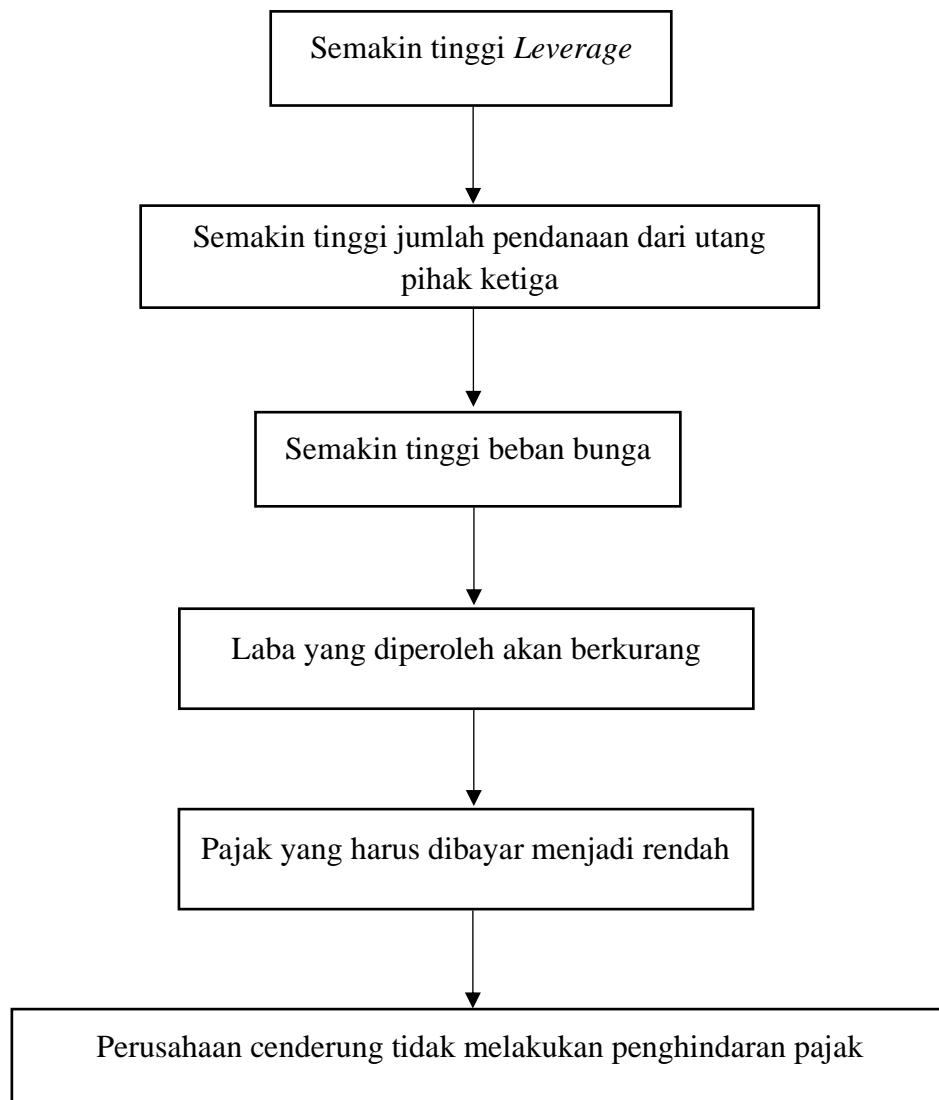 Semakin tinggi Leverage
Semakin tinggi jumlah pendanaan dari utang
pihak ketiga
Semakin tinggi beban bunga
Laba yang diperoleh akan berkurang
Pajak yang harus dibayar menjadi rendah
Perusahaan cenderung tidak melakukan penghindaran pajak